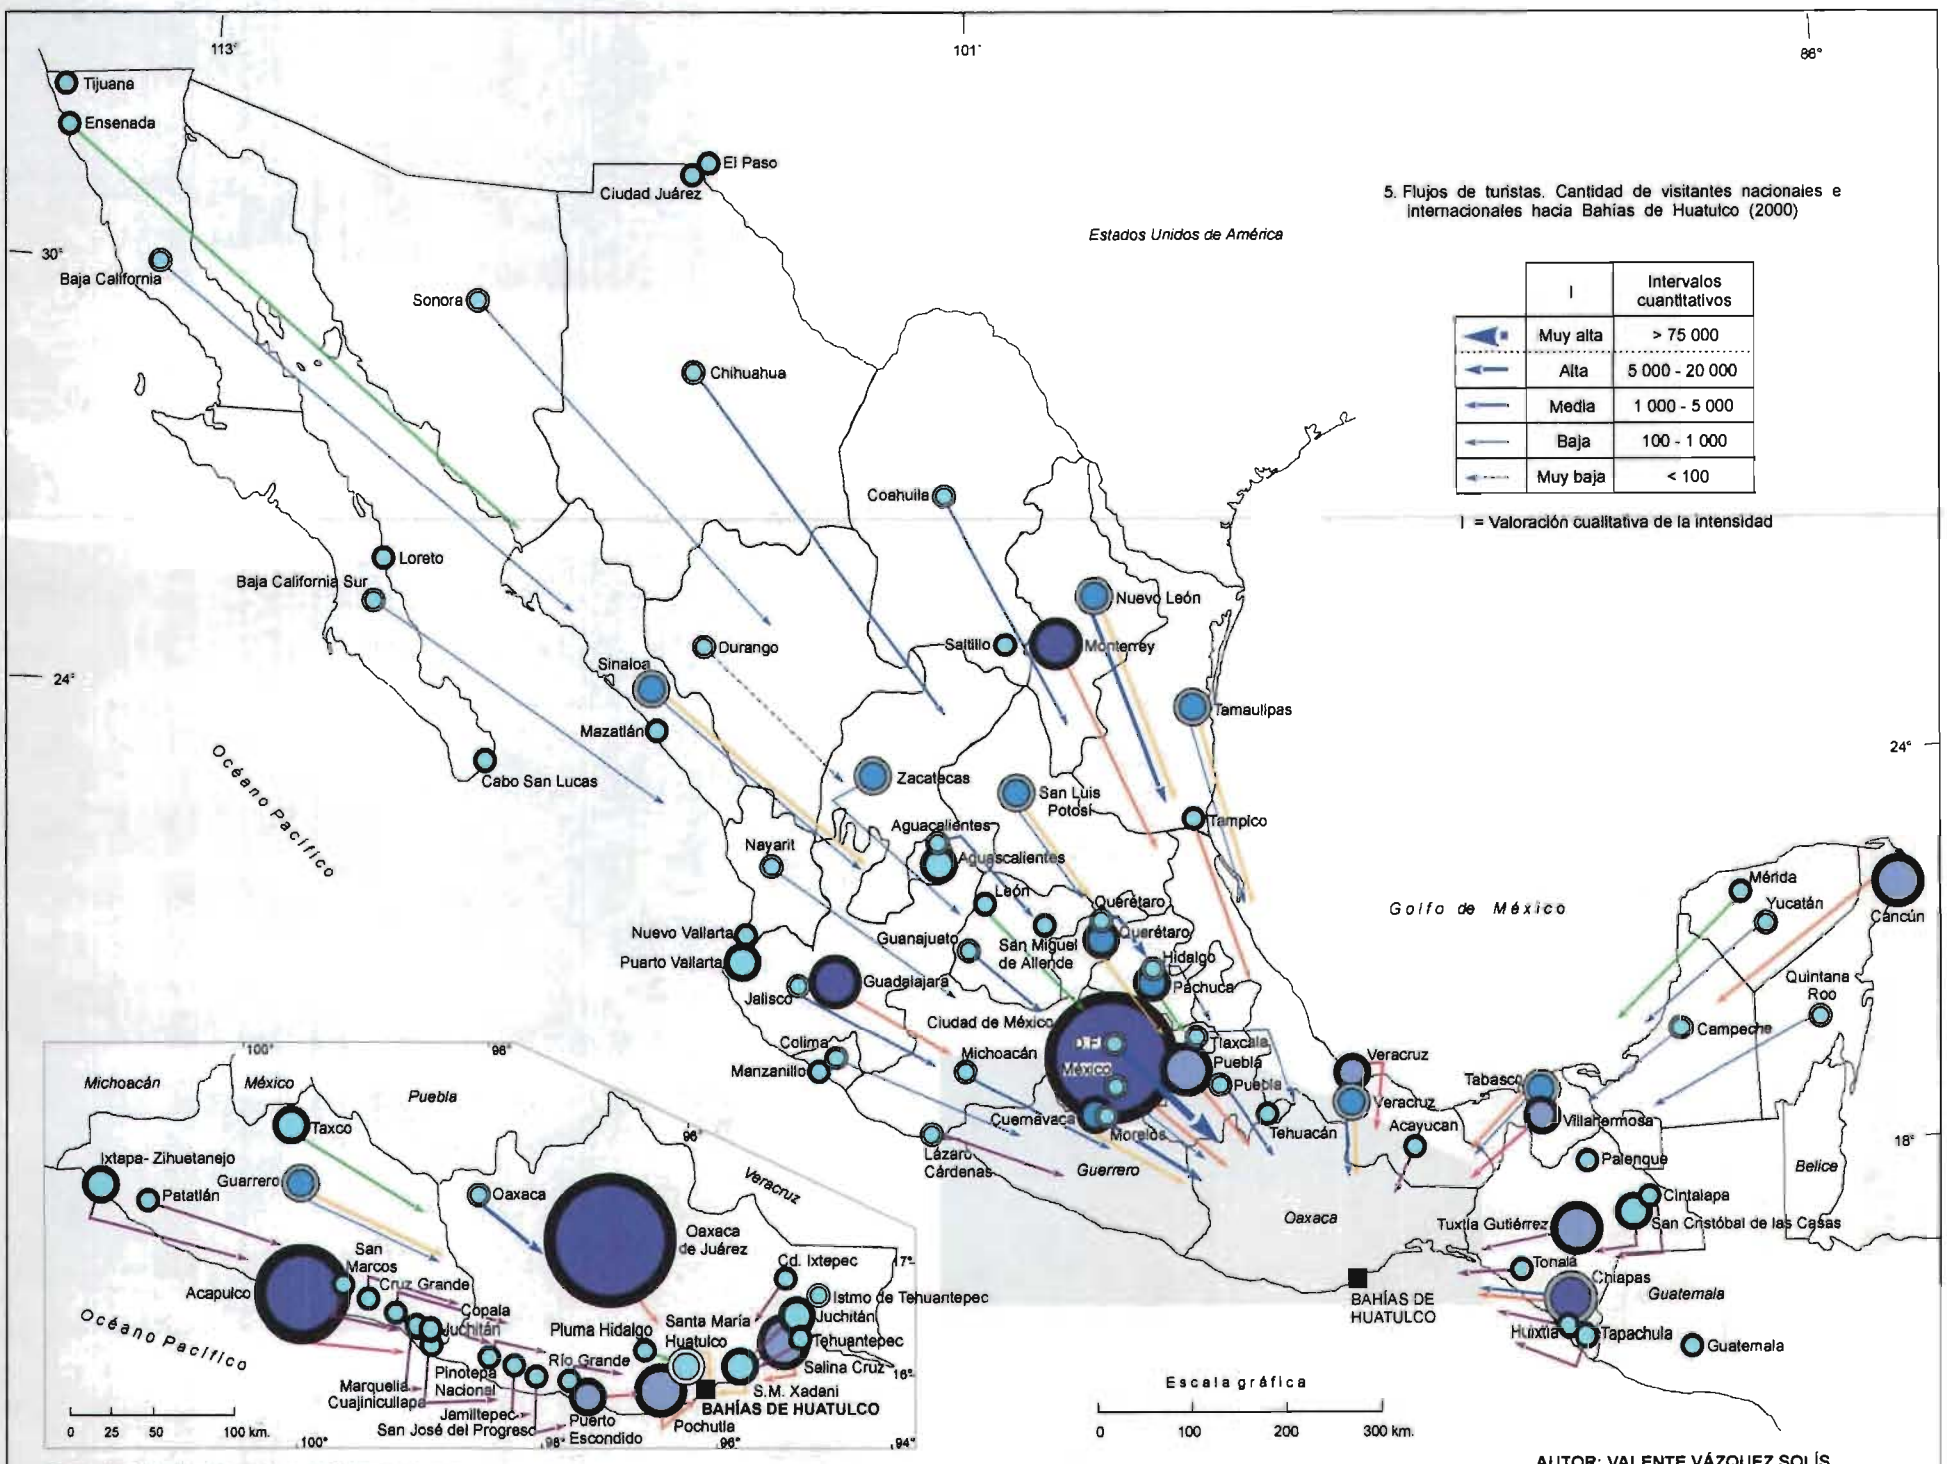 113°
101°
86°
Tijuana
Ensenada
El Paso
Ciudad Juárez
5. Flujos de turistas. Cantidad de visitantes nacionales e
internacionales hacia Bahías de Huatulco (2000)
Estados Unidos de América
30°
Baja California
Sonora
I
Intervalos
cuantitativos
Muy alta
> 75 000
Alta
5 000 - 20 000
Media
1 000 - 5 000
Baja
100 - 1 000
Muy baja
< 100
I = Valoración cualitativa de la intensidad
Chihuahua
Coahuila
Loreto
Baja California Sur
Nuevo León
Durango
Saltillo
Monterrey
Sinaloa
24°
Tamaulipas
Mazatlán
24°
Cabo San Lucas
Zacatecas
San Luis
Potosí
Océano Pacífico
Tampico
Aguacalientes
Nayarit
Aguascalientes
Mérida
León
Querétaro
Yucatán
Golfo de México
Cancún
Nuevo Vallarta
Querétaro
Guanajueto
San Miguel
de Allende
Puerto Vallarta
Hidalgo
Guadalajara
Pachuca
Quintana
Roo
Jalisco
Ciudad de México
Campeche
Colima
D.F.
Tlaxcala
Michoacán
Veracruz
Manzanillo
México
Puebla
Puebla
Tabasco
Cuernavaca
Morelos
Veracruz
Villahermosa
Tehuacán
Acayucan
18°
Lázaro
Cárdenas
Guerrero
Palenque
Belice
Cintalapa
Oaxaca
Tuxtla Gutiérrez
San Cristóbal de las Casas
Tonalá
Chiapas
Guatemala
BAHÍAS DE
HUATULCO
Huixtla
Tapachula
Guatemala
Escala gráfica
0
100
200
300 km.
100°
98°
Michoacán
México
Puebla
Taxco
96°
Ixtapa- Zihuetanejo
Guerrero
Patatlán
Oaxaca
Veracruz
Oaxaca
de Juárez
17°
San
Marcos
Cd. Ixtepec
Acapulco
Cruz Grande
Istmo de Tehuantepec
Copala
Santa María
Huatulco
Juchitán
Juchitán
Pluma Hidalgo
Tehuantepec
Océano Pacífico
Río Grande
Salina Cruz
16°
Pinotepa
Nacional
Marquelia
S.M. Xadani
Cuajiniculapa
BAHÍAS DE HUATULCO
Jamiltepec
Puerto
Escondido
Pochutla
San José del Progreso
0
25
50
100 km.
100°
98°
96°
94°
AUTOR: VALENTE VÁZQUEZ SOLÍS